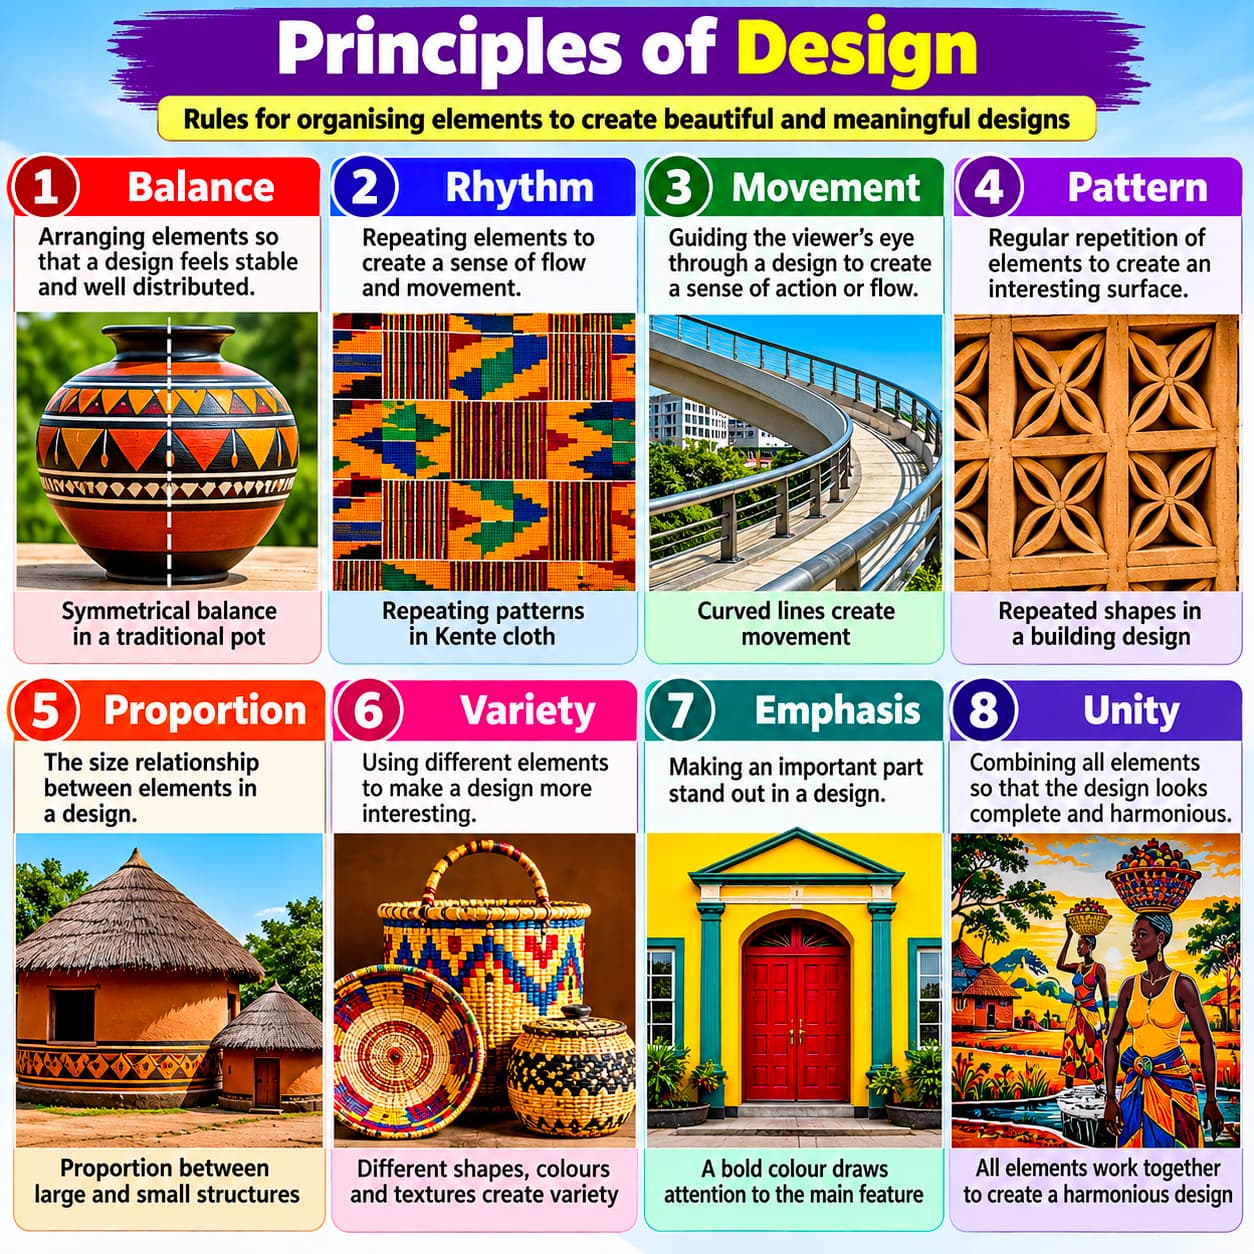 Principles of Design
Rules for organising elements to create beautiful and meaningful designs
1 Balance
Arranging elements so
that a design feels stable
and well distributed.
Symmetrical balance
in a traditional pot
2 Rhythm
Repeating elements to
create a sense of flow
and movement.
Repeating patterns
in Kente cloth
3 Movement
Guiding the viewer's eye
through a design to create
a sense of action or flow.
Curved lines create
movement
4 Pattern
Regular repetition of
elements to create an
interesting surface.
Repeated shapes in
a building design
5 Proportion
The size relationship
between elements in
a design.
Proportion between
large and small structures
6 Variety
Using different elements
to make a design more
interesting.
Different shapes, colours
and textures create variety
7 Emphasis
Making an important part
stand out in a design.
A bold colour draws
attention to the main feature
8 Unity
Combining all elements
so that the design looks
complete and harmonious.
All elements work together
to create a harmonious design